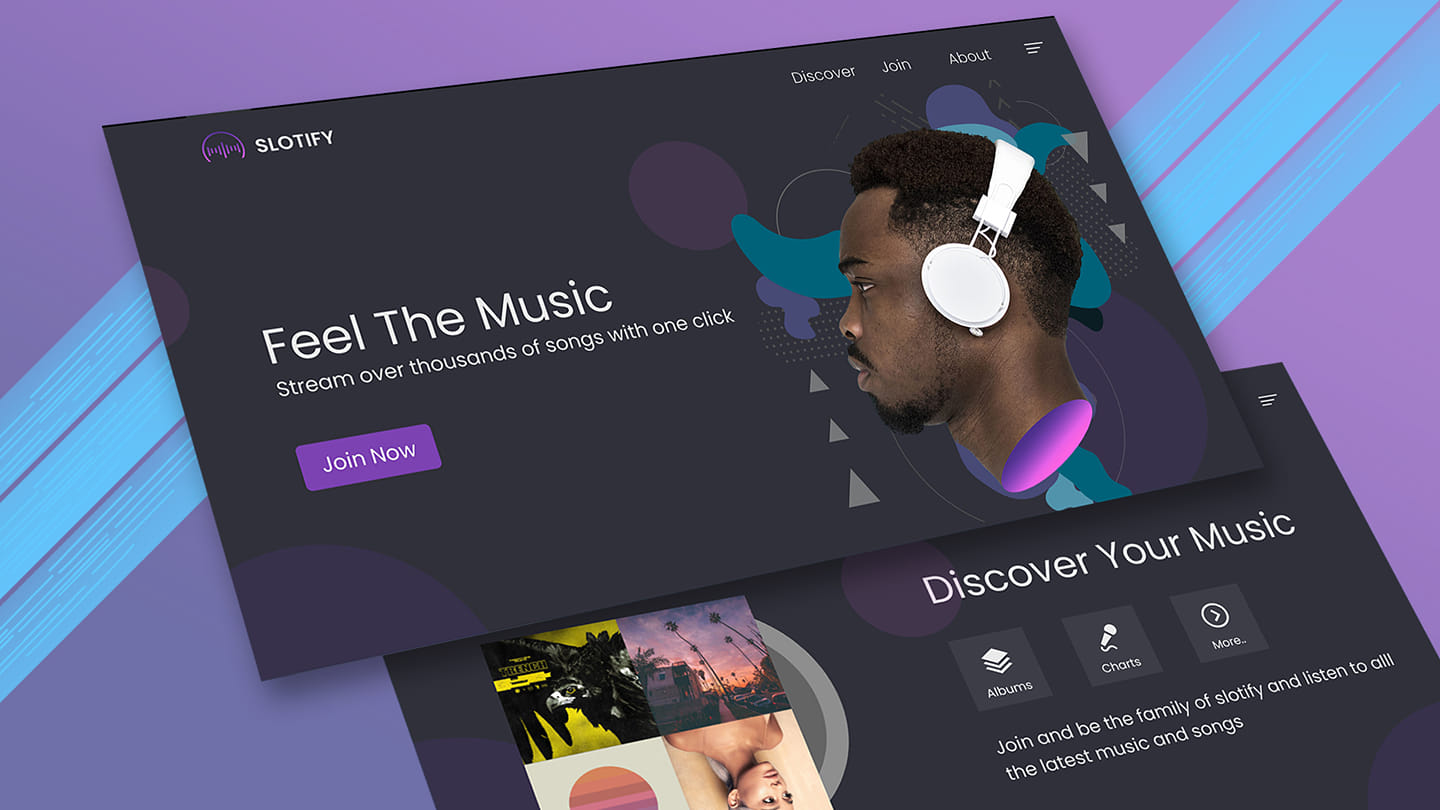 Discover Join About
SLOTIFY
Feel The Music
Stream over thousands of songs with one click
Join Now
Discover Your Music
Albums
Charts
More..
Join and be the family of slotify and listen to alll
the latest music and songs
TRENCH